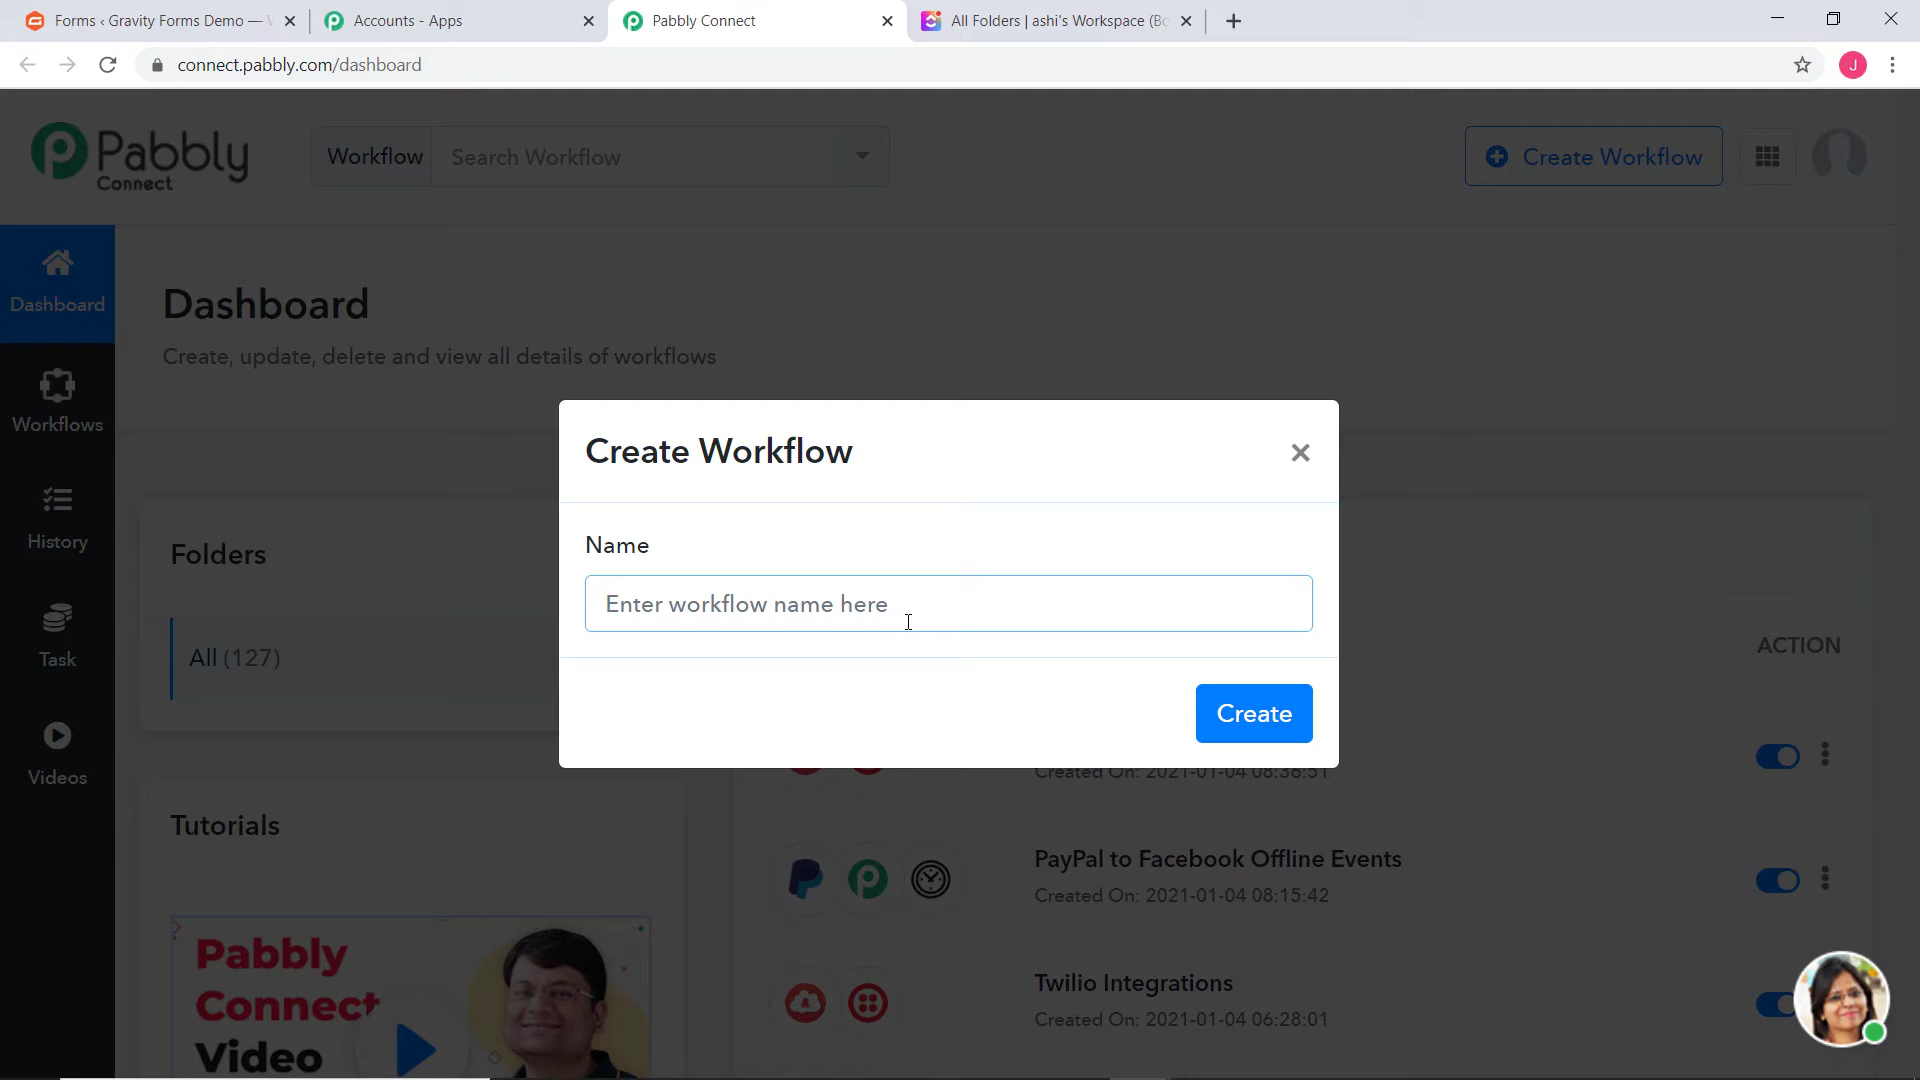 Forms ‹ Gravity Forms Demo —
Accounts - Apps
Pabbly Connect
All Folders | ashi's Workspace (Bo
connect.pabbly.com/dashboard
J
Pabbly
Connect
Workflow
Search Workflow
Create Workflow
Dashboard
Dashboard
Create, update, delete and view all details of workflows
Workflows
Create Workflow
History
Name
Folders
Enter workflow name here
Task
All (127)
ACTION
Create
Videos
Created On: 2021-01-04 08:36:51
Tutorials
PayPal to Facebook Offline Events
Created On: 2021-01-04 08:15:42
Pabbly
Connect
Video
Twilio Integrations
Created On: 2021-01-04 06:28:01